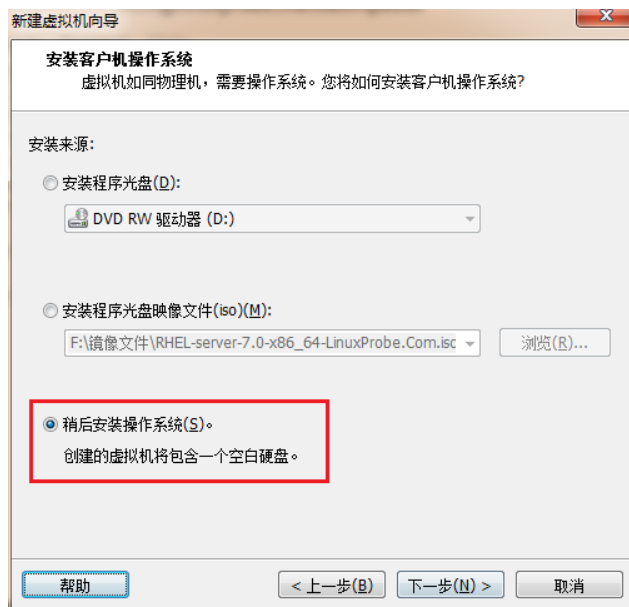 新建虚拟机向导
安装客户机操作系统
虚拟机如同物理机，需要操作系统。您将如何安装客户机操作系统?
安装来源:
安装程序光盘(D):
DVD RW 驱动器 (D:)
安装程序光盘映像文件(iso)(M):
F:\镜像文件\RHEL-server-7.0-x86_64-LinuxProbe.Com.isc
浏览(R)...
稍后安装操作系统(S)。
创建的虚拟机将包含一个空白硬盘。
帮助
< 上一步(B)
下一步(N) >
取消